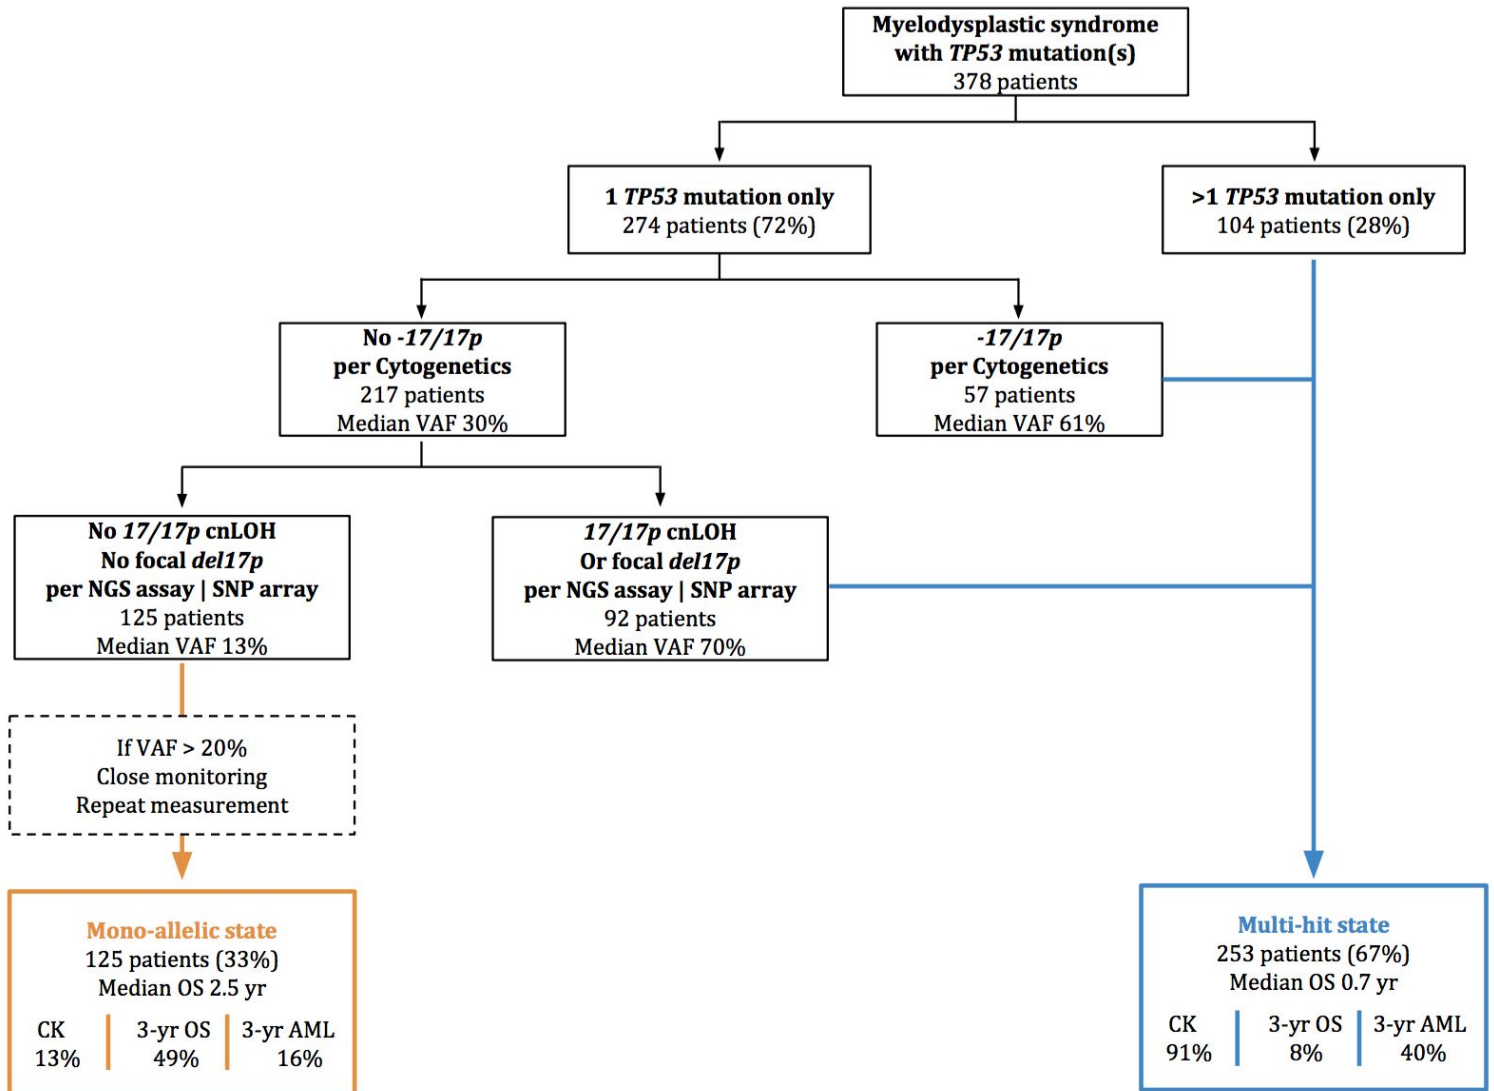 Myelodysplastic syndrome
with TP53 mutation(s)
378 patients
1 TP53 mutation only
274 patients (72%)
>1 TP53 mutation only
104 patients (28%)
No -17/17p
per Cytogenetics
217 patients
Median VAF 30%
-17/17p
per Cytogenetics
57 patients
Median VAF 61%
No 17/17p cnLOH
No focal del17p
per NGS assay | SNP array
125 patients
Median VAF 13%
17/17p cnLOH
Or focal del17p
per NGS assay | SNP array
92 patients
Median VAF 70%
If VAF > 20%
Close monitoring
Repeat measurement
Mono-allelic state
125 patients (33%)
Median OS 2.5 yr
CK 3-yr OS 3-yr AML
13% 49% 16%
Multi-hit state
253 patients (67%)
Median OS 0.7 yr
CK 3-yr OS 3-yr AML
91% 8% 40%